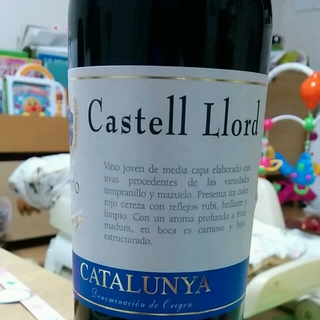 Castell Llord
Vino joven de media capa elaborado con
uvas procedentes de las variedades
tempranillo y mazuelo. Presenta un color
rojo cereza con reflejos rubí, brillante y
limpio. Con un aroma profundo a fruta
madura, en boca es carnoso y bien
estructurado.
CATALUNYA
Denominación de Origen